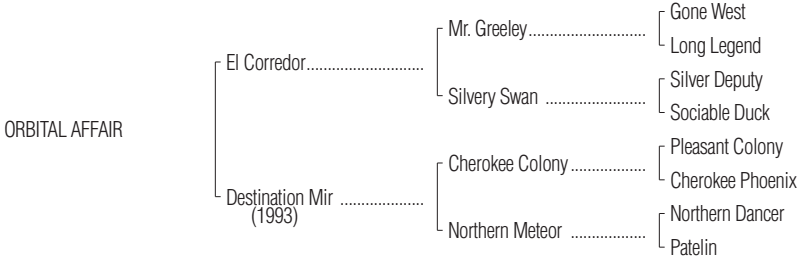 Gone West
Mr. Greeley............................
Long Legend
El Corredor............................
Silver Deputy
Silvery Swan ........................
Sociable Duck
ORBITAL AFFAIR
Pleasant Colony
Cherokee Colony..................
Cherokee Phoenix
Destination Mir ....................
(1993)
Northern Dancer
Northern Meteor ..................
Patelin